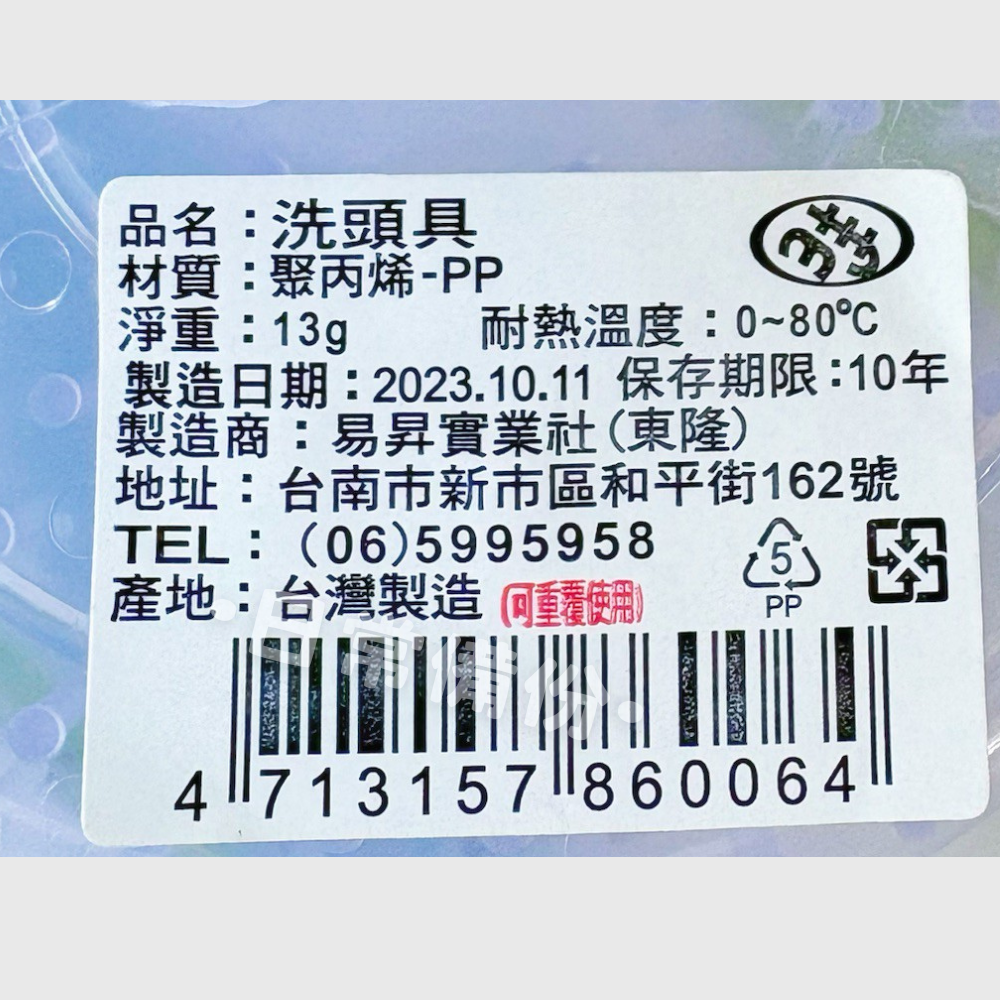 品名：洗頭具
材質：聚丙烯-PP
淨重：13g 耐熱溫度：0~80°C
製造日期：2023.10.11 保存期限：10年
製造商：易昇實業社(東隆)
地址：台南市新市區和平街162號
TEL：(06)5995958
5
PP
產地：台灣製造 可重覆使用
·日常備份·
4 713157 860064